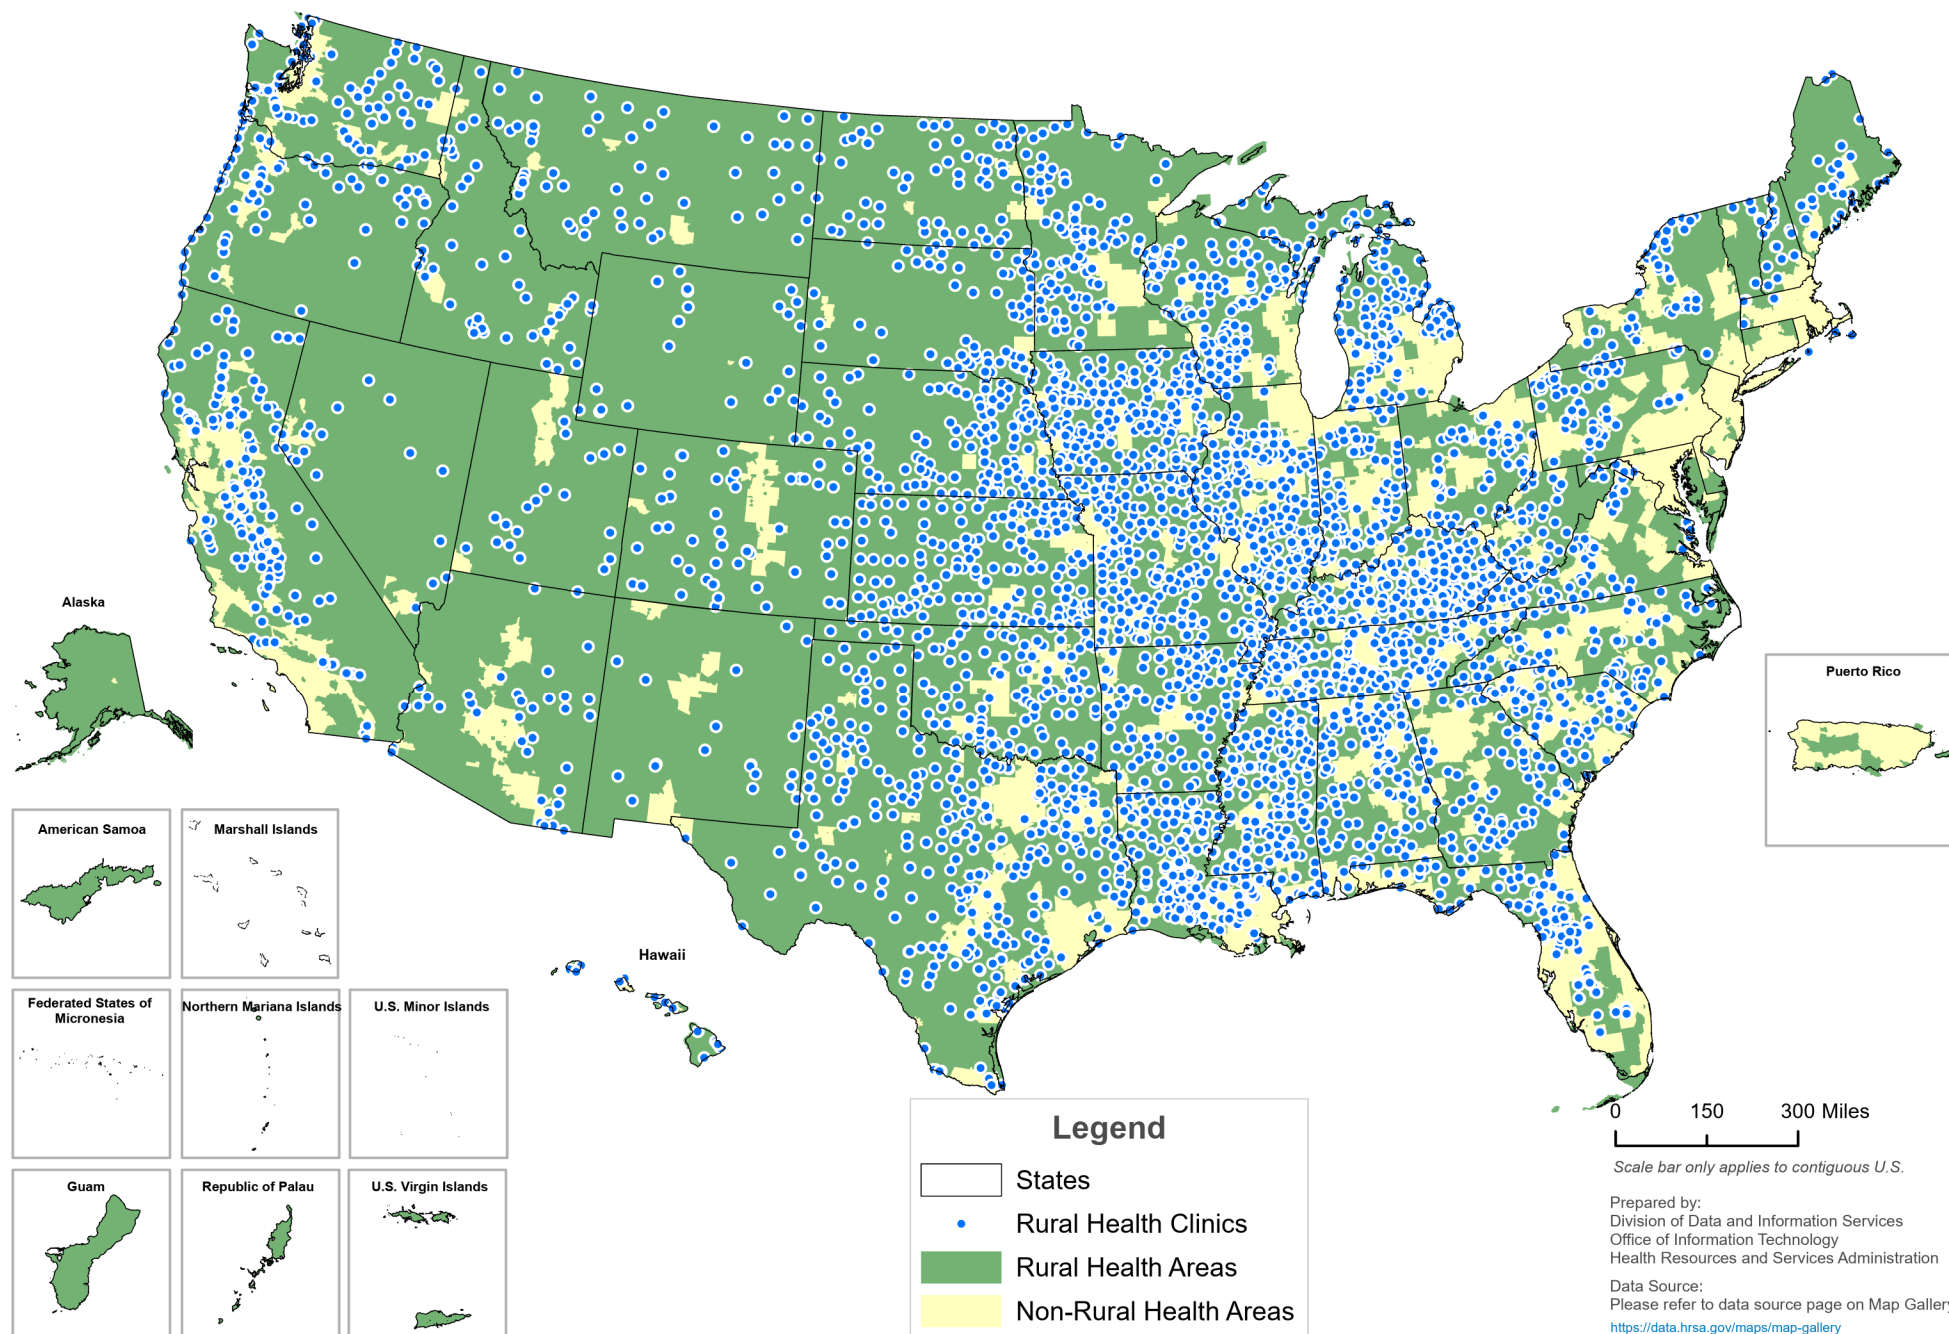 Alaska
Puerto Rico
American Samoa
Marshall Islands
Hawaii
Federated States of
Micronesia
Northern Mariana Islands
U.S. Minor Islands
Guam
Republic of Palau
U.S. Virgin Islands
Legend
States
Rural Health Clinics
Rural Health Areas
Non-Rural Health Areas
0 150 300 Miles
Scale bar only applies to contiguous U.S.
Prepared by:
Division of Data and Information Services
Office of Information Technology
Health Resources and Services Administration
Data Source:
Please refer to data source page on Map Gallery
https://data.hrsa.gov/maps/map-gallery